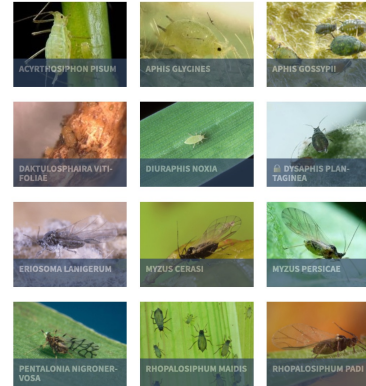 ACYRTHOSIPHON PISUM
APHIS GLYCINES
APHIS GOSSYPII
DAKTULOSPHAIRA VITI-
FOLIAE
DIURAPHIS NOXIA
DYSAPHIS PLAN-
TAGINEA
ERIOSOMA LANIGERUM
MYZUS CERASI
MYZUS PERSICAE
PENTALONIA NIGRONER-
VOSA
RHOPALOSIPHUM MAIDIS
RHOPALOSIPHUM PADI